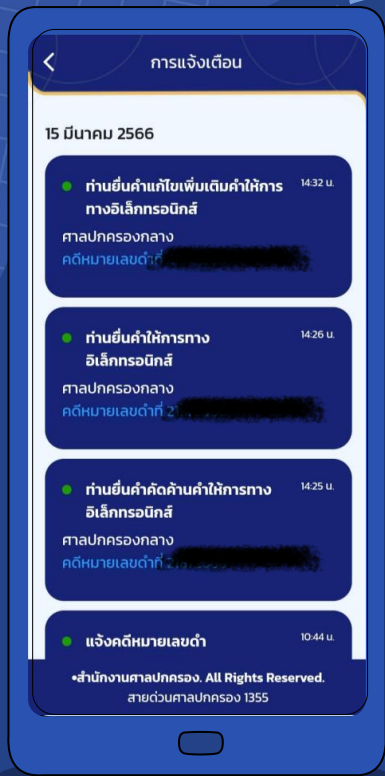 การแจ้งเตือน
15 มีนาคม 2566
ท่านยื่นคำแก้ไขเพิ่มเติมคำให้การ 14:32 น.
ทางอิเล็กทรอนิกส์
ศาลปกครองกลาง
คดีหมายเลขดำที่
ท่านยื่นคำให้การทาง 14:26 น.
อิเล็กทรอนิกส์
ศาลปกครองกลาง
คดีหมายเลขดำที่ 2
ท่านยื่นคำคัดค้านคำให้การทาง 14:25 น.
อิเล็กทรอนิกส์
ศาลปกครองกลาง
คดีหมายเลขดำที่
แจ้งคดีหมายเลขดำ 10:44 น.
•สำนักงานศาลปกครอง. All Rights Reserved.
สายด่วนศาลปกครอง 1355